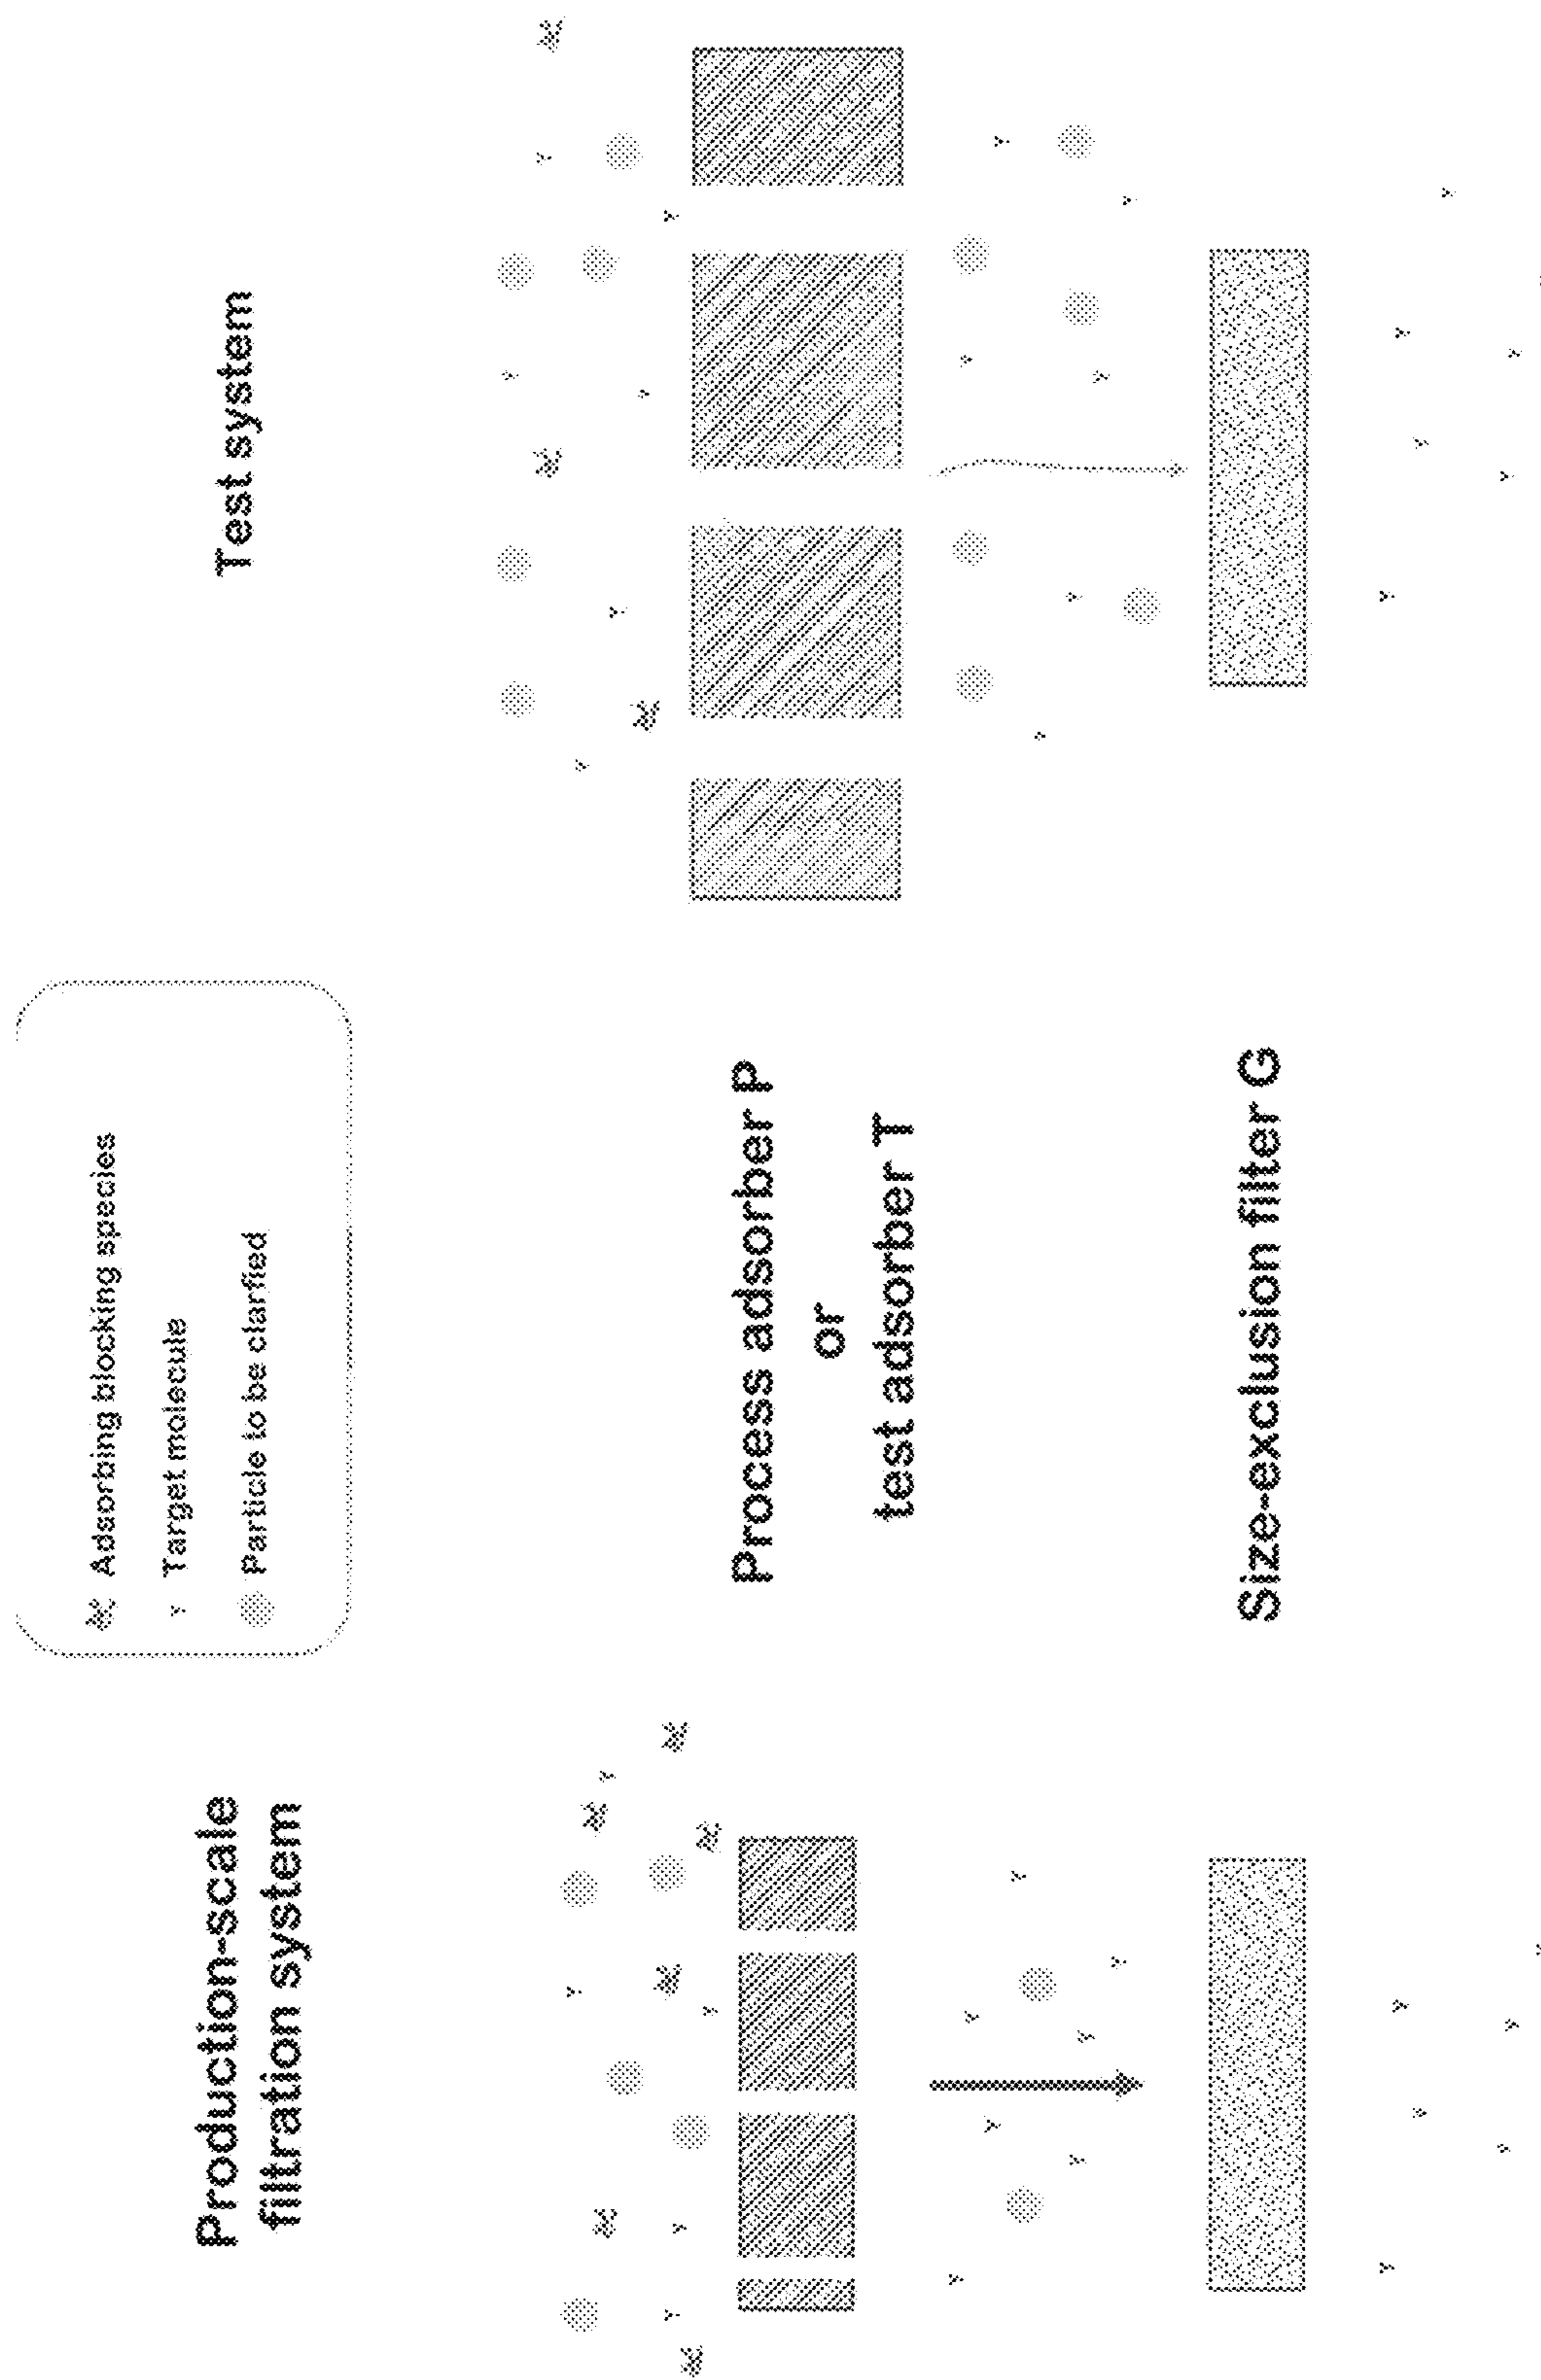 Production-scale
filtration system
Adsorbing blocking species
Target molecule
Particle to be clarfied
Test system
Process adsorber P
or
test adsorber T
Size-exclusion filter G